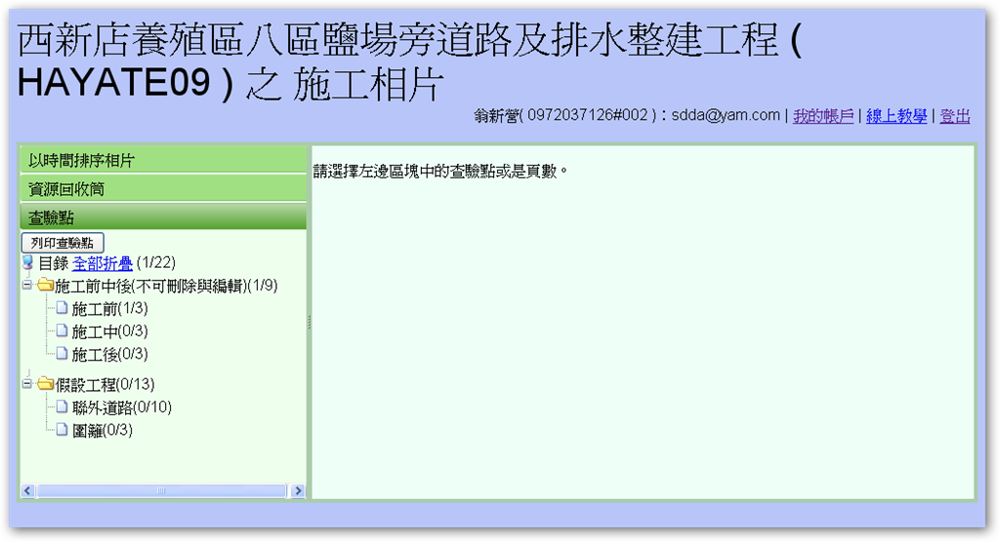 西新店養殖區八區鹽場旁道路及排水整建工程 (
HAYATE09 ) 之 施工相片
翁新營( 0972037126#002 )：sdda@yam.com | 我的帳戶 | 線上教學 | 登出
以時間排序相片
資源回收筒
查驗點
列印查驗點
目錄 全部折疊 (1/22)
施工前中後(不可刪除與編輯)(1/9)
施工前(1/3)
施工中(0/3)
施工後(0/3)
假設工程(0/13)
聯外道路(0/10)
圍籬(0/3)
請選擇左邊區塊中的查驗點或是頁數。